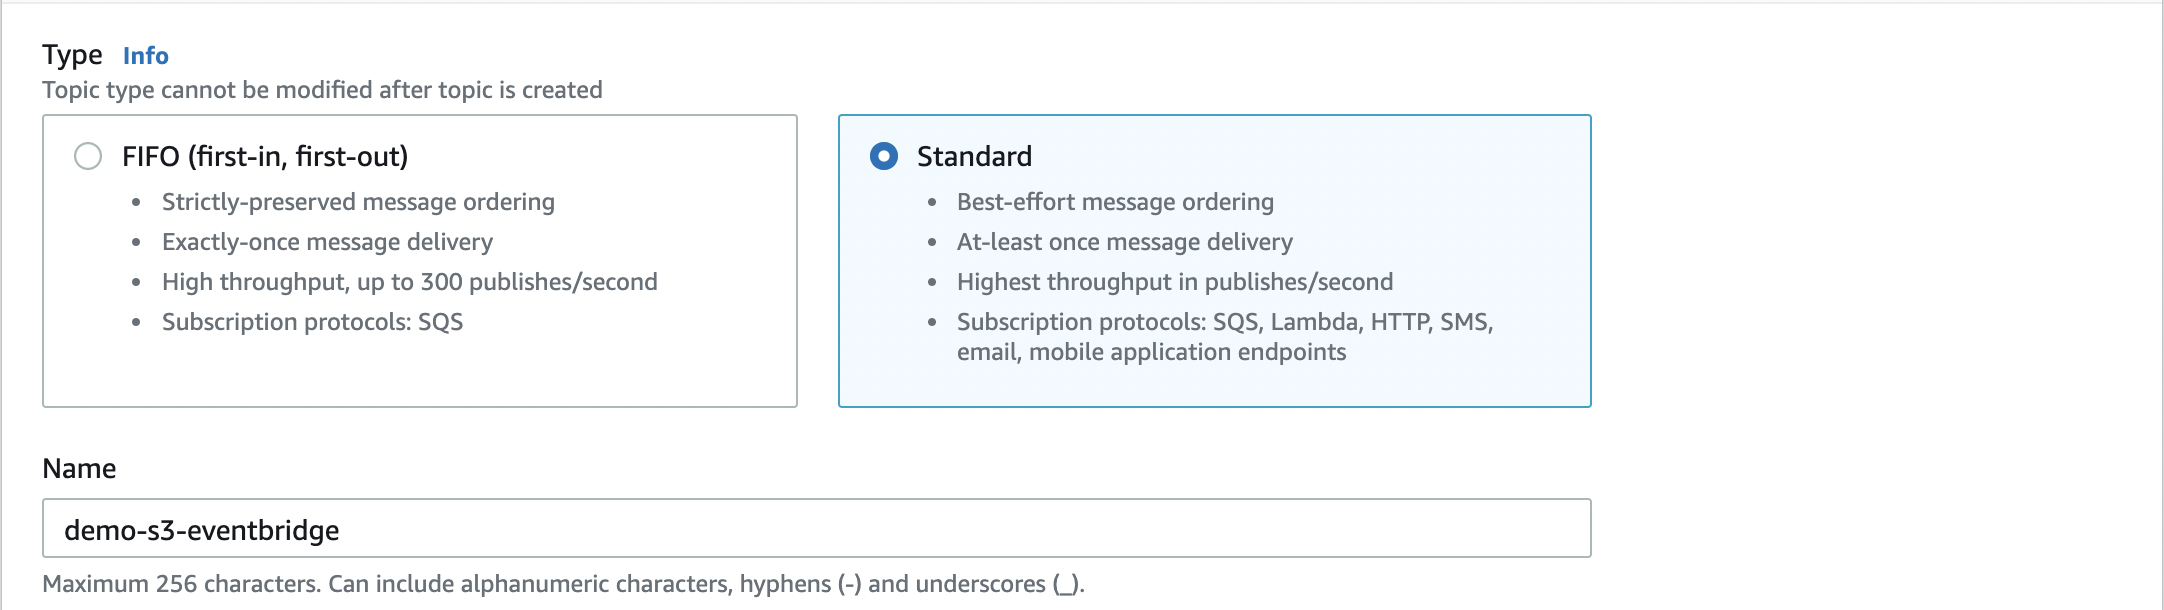 Type Info
Topic type cannot be modified after topic is created
FIFO (first-in, first-out)
• Strictly-preserved message ordering
• Exactly-once message delivery
• High throughput, up to 300 publishes/second
• Subscription protocols: SQS
Standard
• Best-effort message ordering
• At-least once message delivery
• Highest throughput in publishes/second
• Subscription protocols: SQS, Lambda, HTTP, SMS,
email, mobile application endpoints
Name
demo-s3-eventbridge
Maximum 256 characters. Can include alphanumeric characters, hyphens (-) and underscores (_).